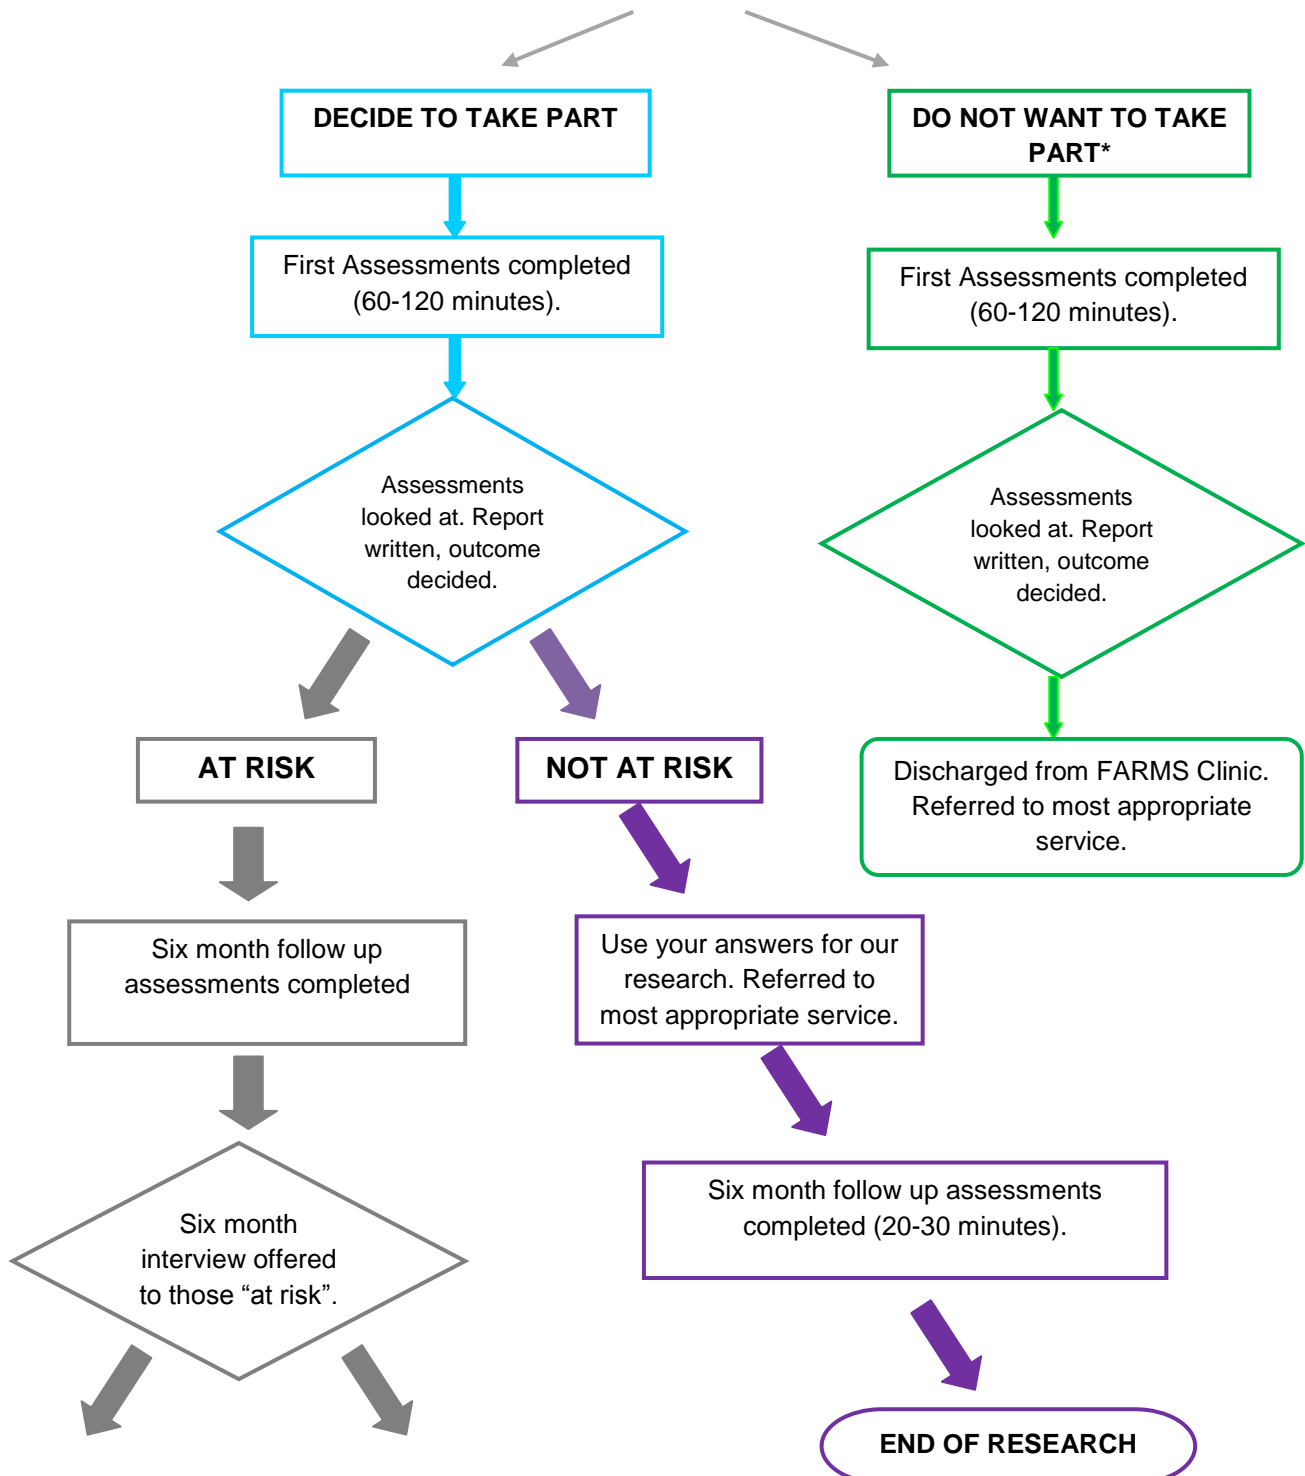 DECIDE TO TAKE PART
DO NOT WANT TO TAKE
PART*
First Assessments completed
(60-120 minutes).
First Assessments completed
(60-120 minutes).
Assessments
looked at. Report
written, outcome
decided.
Assessments
looked at. Report
written, outcome
decided.
AT RISK
NOT AT RISK
Discharged from FARMS Clinic.
Referred to most appropriate
service.
Six month follow up
assessments completed
Use your answers for our
research. Referred to
most appropriate service.
Six month
interview offered
to those “at risk”.
Six month follow up assessments
completed (20-30 minutes).
END OF RESEARCH